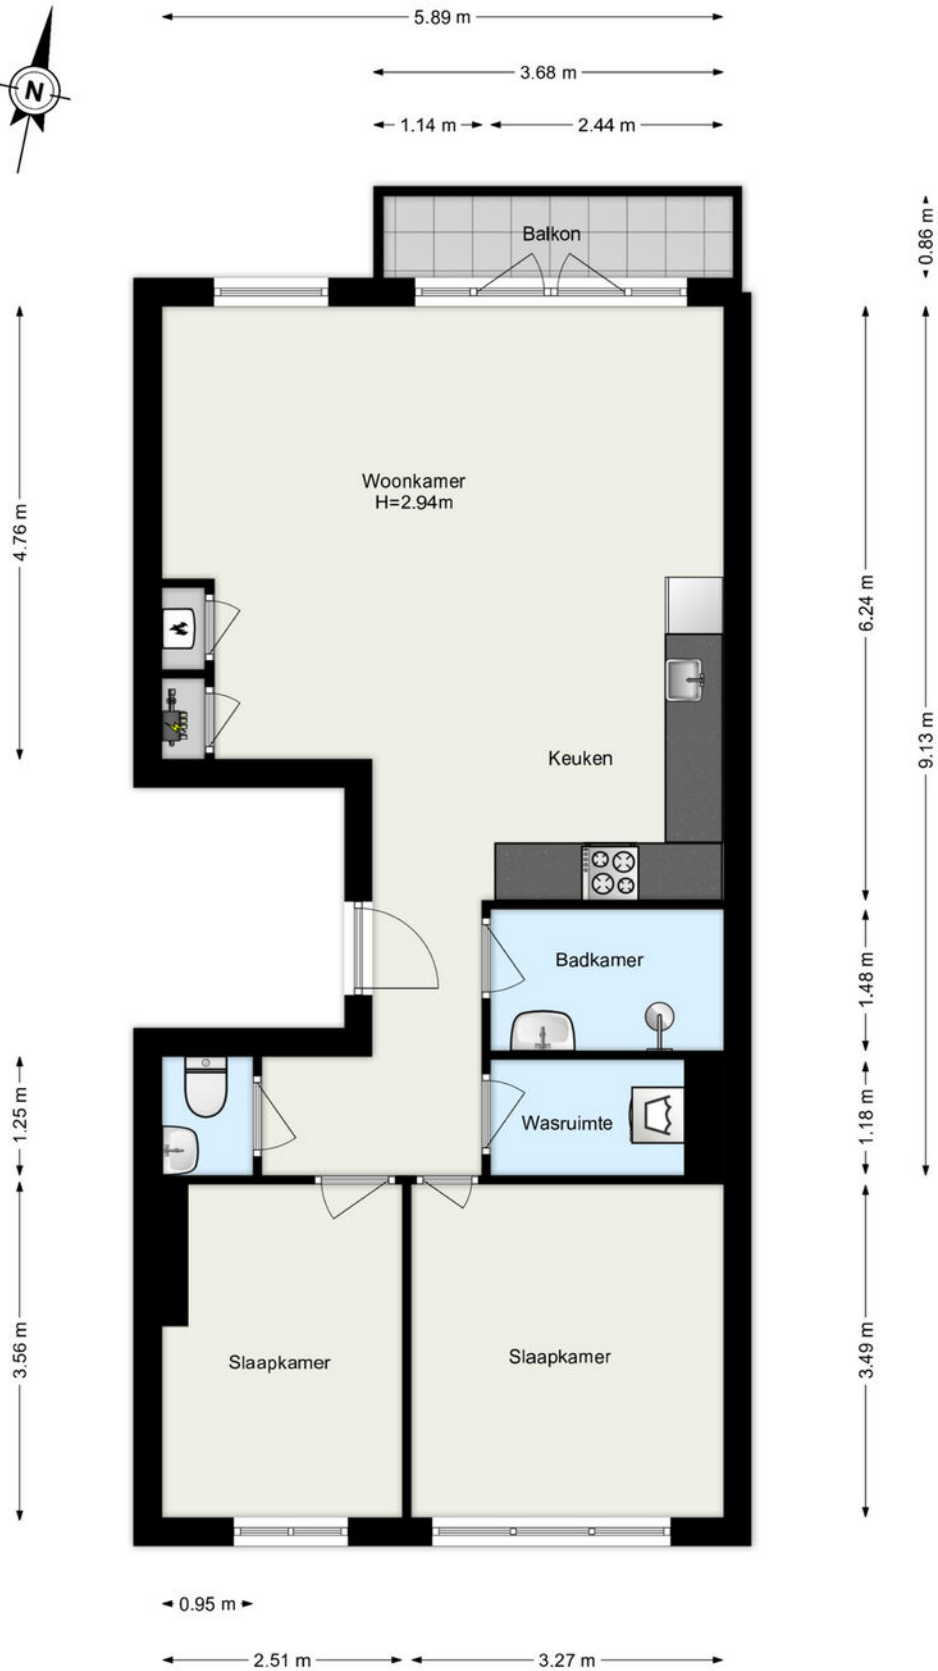 5.89 m
N
3.68 m
1.14 m
2.44 m
0.86 m
Balkon
Woonkamer
H=2.94m
4.76 m
6.24 m
9.13 m
Keuken
Badkamer
1.48 m
1.25 m
Wasruimte
1.18 m
Slaapkamer
Slaapkamer
3.56 m
3.49 m
0.95 m
2.51 m
3.27 m